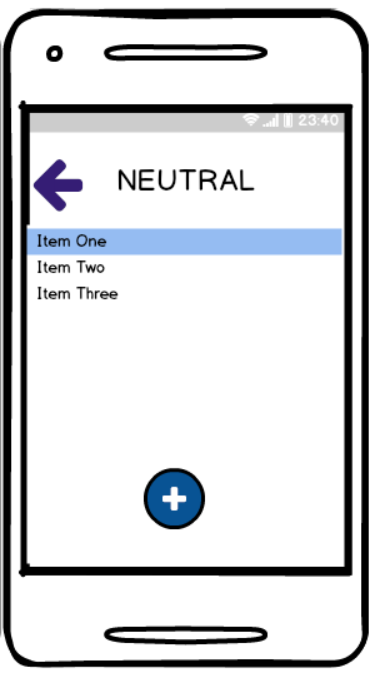 23:40
NEUTRAL
Item One
Item Two
Item Three